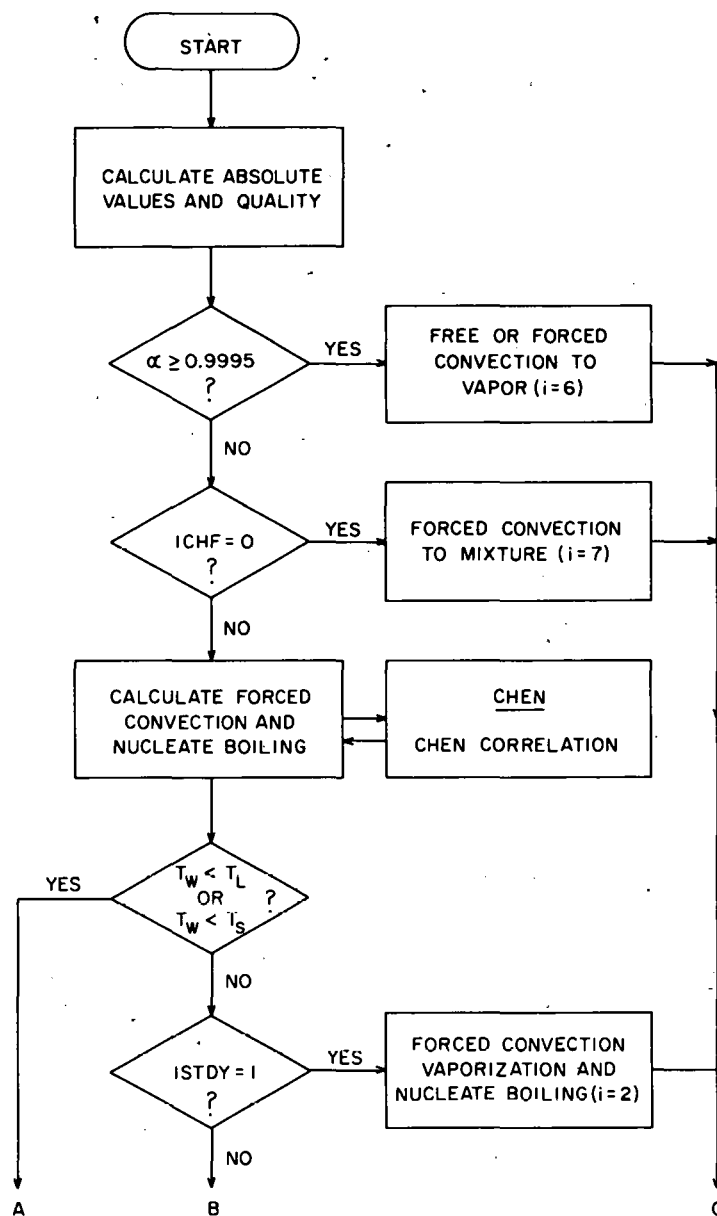 START
CALCULATE ABSOLUTE
VALUES AND QUALITY
α ≥ 0.9995
?
YES
FREE OR FORCED
CONVECTION TO
VAPOR (i=6)
NO
ICHF = 0
?
YES
FORCED CONVECTION
TO MIXTURE (i=7)
NO
CALCULATE FORCED
CONVECTION AND
NUCLEATE BOILING
CHEN
CHEN CORRELATION
YES
T_W < T_L
OR ?
T_W < T_S
NO
ISTDY = 1
?
YES
FORCED CONVECTION
VAPORIZATION AND
NUCLEATE BOILING (i=2)
NO
A
B
C